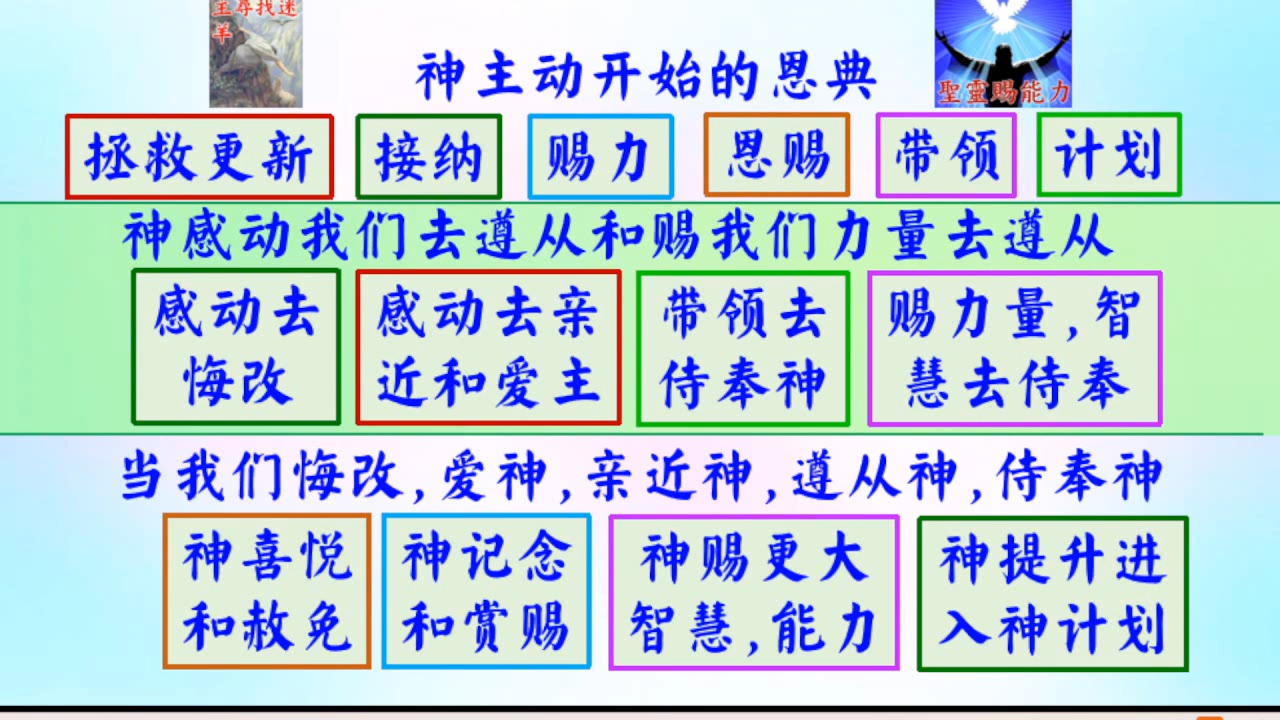 主尋找迷
羊
神主动开始的恩典
聖靈賜能力
拯救更新
接纳
赐力
恩赐
带领
计划
神感动我们去遵从和赐我们力量去遵从
感动去
悔改
感动去亲
近和爱主
带领去
侍奉神
赐力量,智
慧去侍奉
当我们悔改,爱神,亲近神,遵从神,侍奉神
神喜悦
和赦免
神记念
和赏赐
神赐更大
智慧,能力
神提升进
入神计划